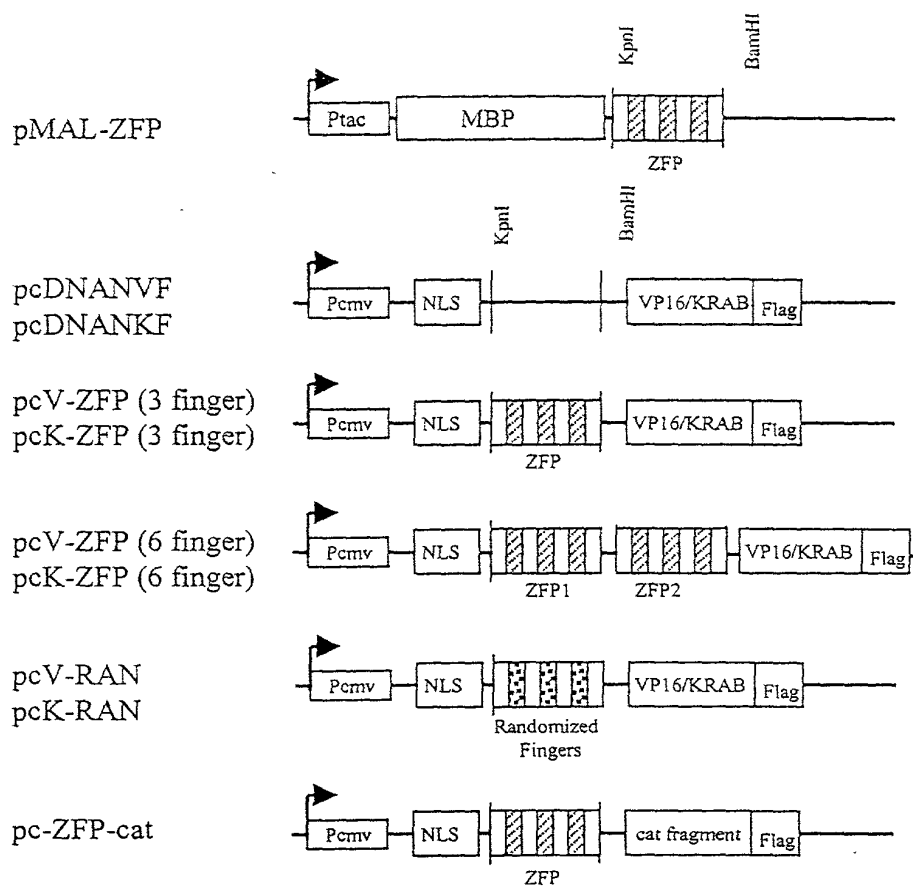 KpnI
BamHI
pMAL-ZFP
Ptac
MBP
ZFP
KpnI
BamHI
pcDNANVF
pcDNANKF
Pcmv
NLS
VP16/KRAB
Flag
pcV-ZFP (3 finger)
pcK-ZFP (3 finger)
Pcmv
NLS
VP16/KRAB
Flag
ZFP
pcV-ZFP (6 finger)
pcK-ZFP (6 finger)
Pcmv
NLS
VP16/KRAB
Flag
ZFP1
ZFP2
pcV-RAN
pcK-RAN
Pcmv
NLS
VP16/KRAB
Flag
Randomized
Fingers
pc-ZFP-cat
Pcmv
NLS
cat fragment
Flag
ZFP